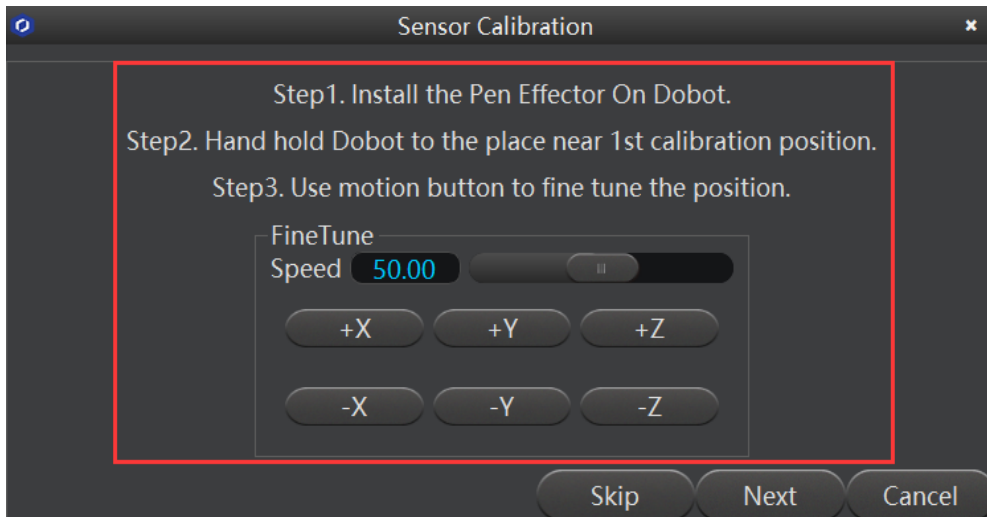 Sensor Calibration
Step1. Install the Pen Effector On Dobot.
Step2. Hand hold Dobot to the place near 1st calibration position.
Step3. Use motion button to fine tune the position.
FineTune
Speed 50.00
+X +Y +Z
-X -Y -Z
Skip Next Cancel